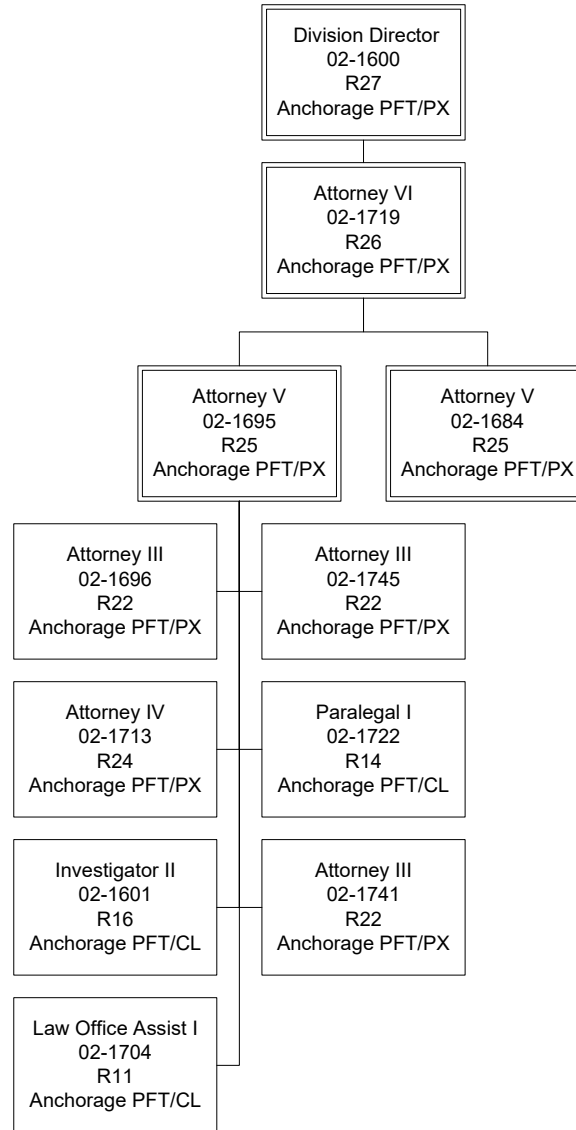 Division Director
02-1600
R27
Anchorage PFT/PX
Attorney VI
02-1719
R26
Anchorage PFT/PX
Attorney V
02-1695
R25
Anchorage PFT/PX
Attorney V
02-1684
R25
Anchorage PFT/PX
Attorney III
02-1696
R22
Anchorage PFT/PX
Attorney III
02-1745
R22
Anchorage PFT/PX
Attorney IV
02-1713
R24
Anchorage PFT/PX
Paralegal I
02-1722
R14
Anchorage PFT/CL
Investigator II
02-1601
R16
Anchorage PFT/CL
Attorney III
02-1741
R22
Anchorage PFT/PX
Law Office Assist I
02-1704
R11
Anchorage PFT/CL